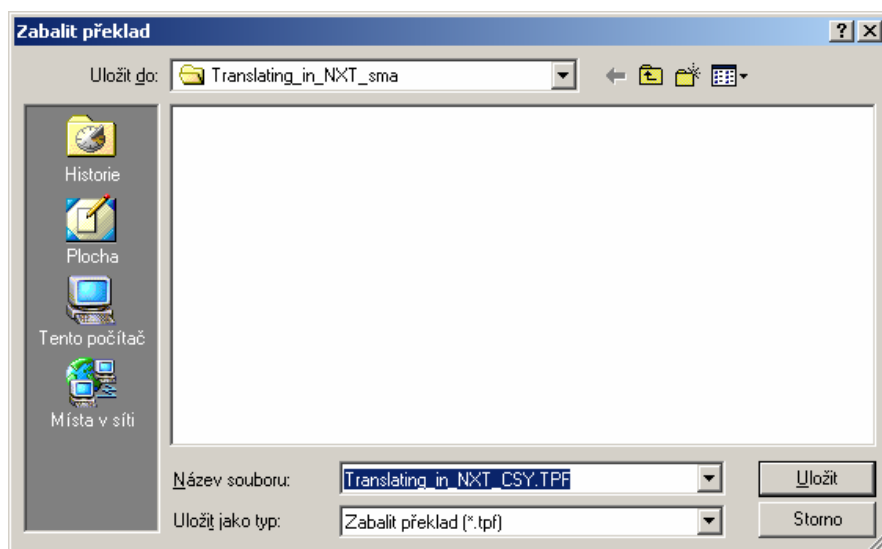 Zabalit překlad
Uložit do:
Translating_in_NXT_sma
Historie
Plocha
Tento počítač
Místa v síti
Název souboru:
Translating_in_NXT_CSY.TPF
Uložit
Uložit jako typ:
Zabalit překlad (*.tpf)
Storno